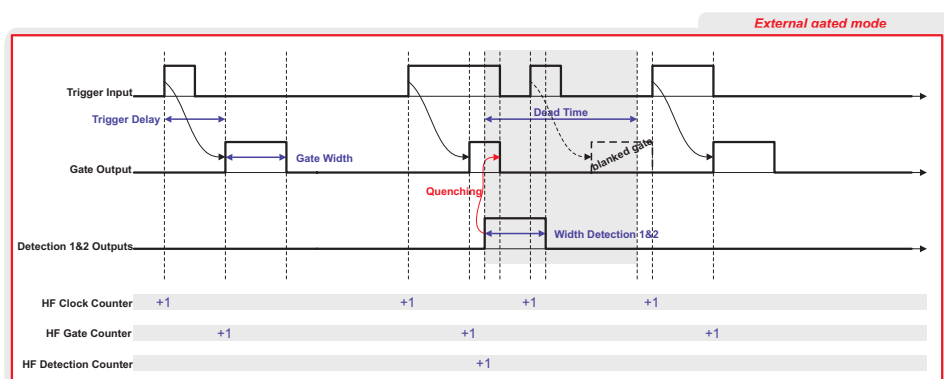 External gated mode
Trigger Input
Trigger Delay
Dead Time
Gate Width
blanked gate
Gate Output
Quenching
Width Detection 1&2
Detection 1&2 Outputs
HF Clock Counter +1 +1 +1 +1
HF Gate Counter +1 +1 +1
HF Detection Counter +1